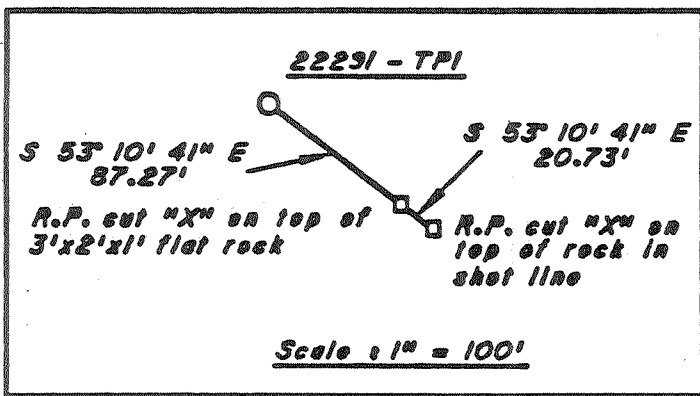 22291 - TP1
S 53° 10' 41" E
87.27'
R.P. cut "X" on top of
3'x2'x1' flat rock
S 53° 10' 41" E
20.73'
R.P. cut "X" on
top of rock in
shot line
Scale : 1" = 100'